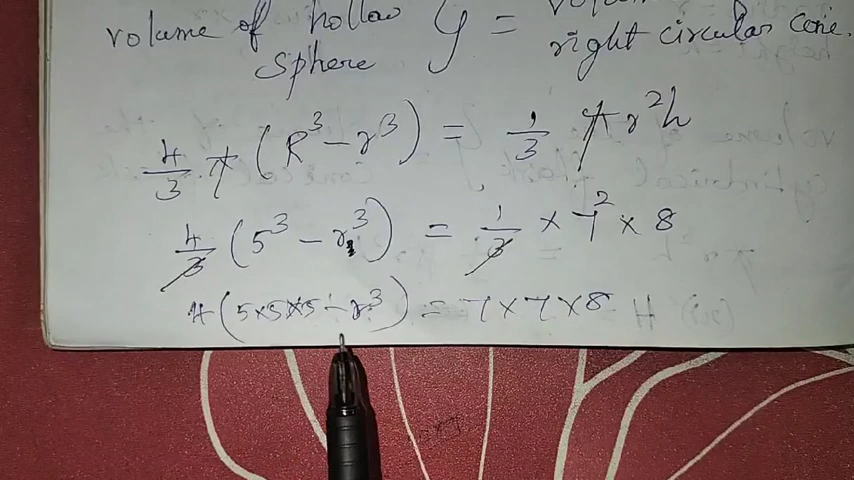 volume of hollow } = volu
sphere right circular cone.
4/3 π (R³ - r³) = 1/3 π r² h
4/3 (5³ - r³) = 1/3 × 7² × 8
4 (5×5×5 - r³) = 7 × 7 × 8